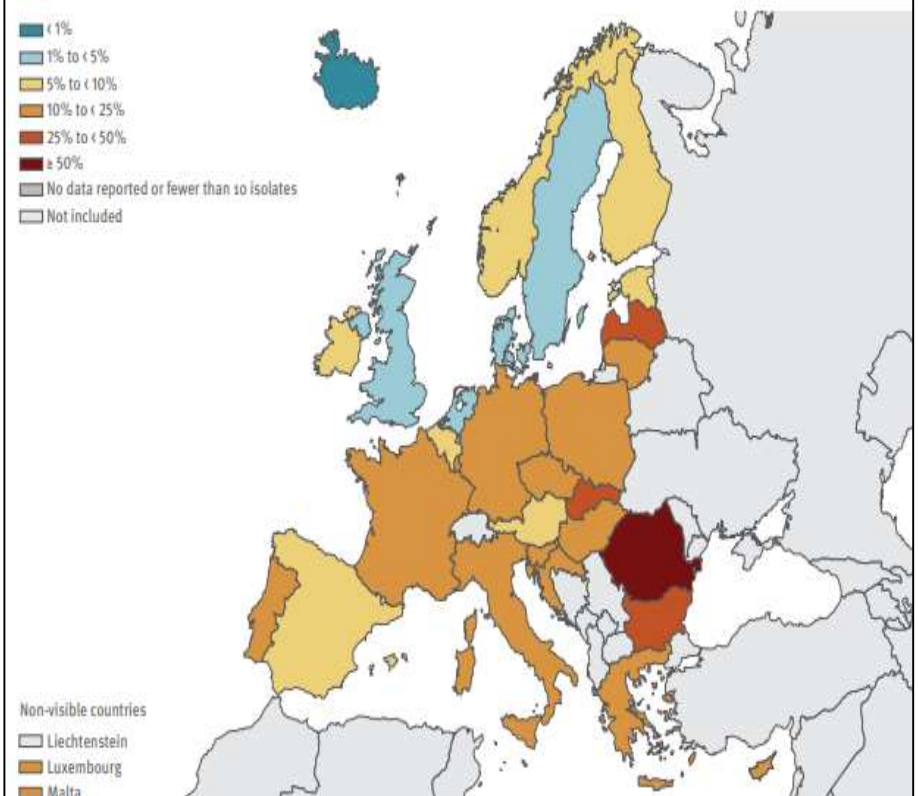 < 1%
1% to < 5%
5% to < 10%
10% to < 25%
25% to < 50%
≥ 50%
No data reported or fewer than 10 isolates
Not included
Non-visible countries
Liechtenstein
Luxembourg
Malta